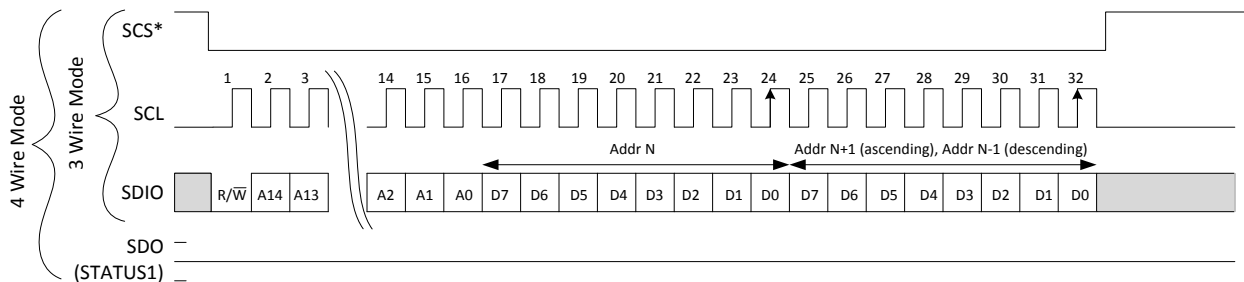 4 Wire Mode
3 Wire Mode
SCS*
1 2 3 14 15 16 17 18 19 20 21 22 23 24 25 26 27 28 29 30 31 32
SCL
Addr N Addr N+1 (ascending), Addr N-1 (descending)
SDIO R/W̅ A14 A13 A2 A1 A0 D7 D6 D5 D4 D3 D2 D1 D0 D7 D6 D5 D4 D3 D2 D1 D0
SDO
(STATUS1)